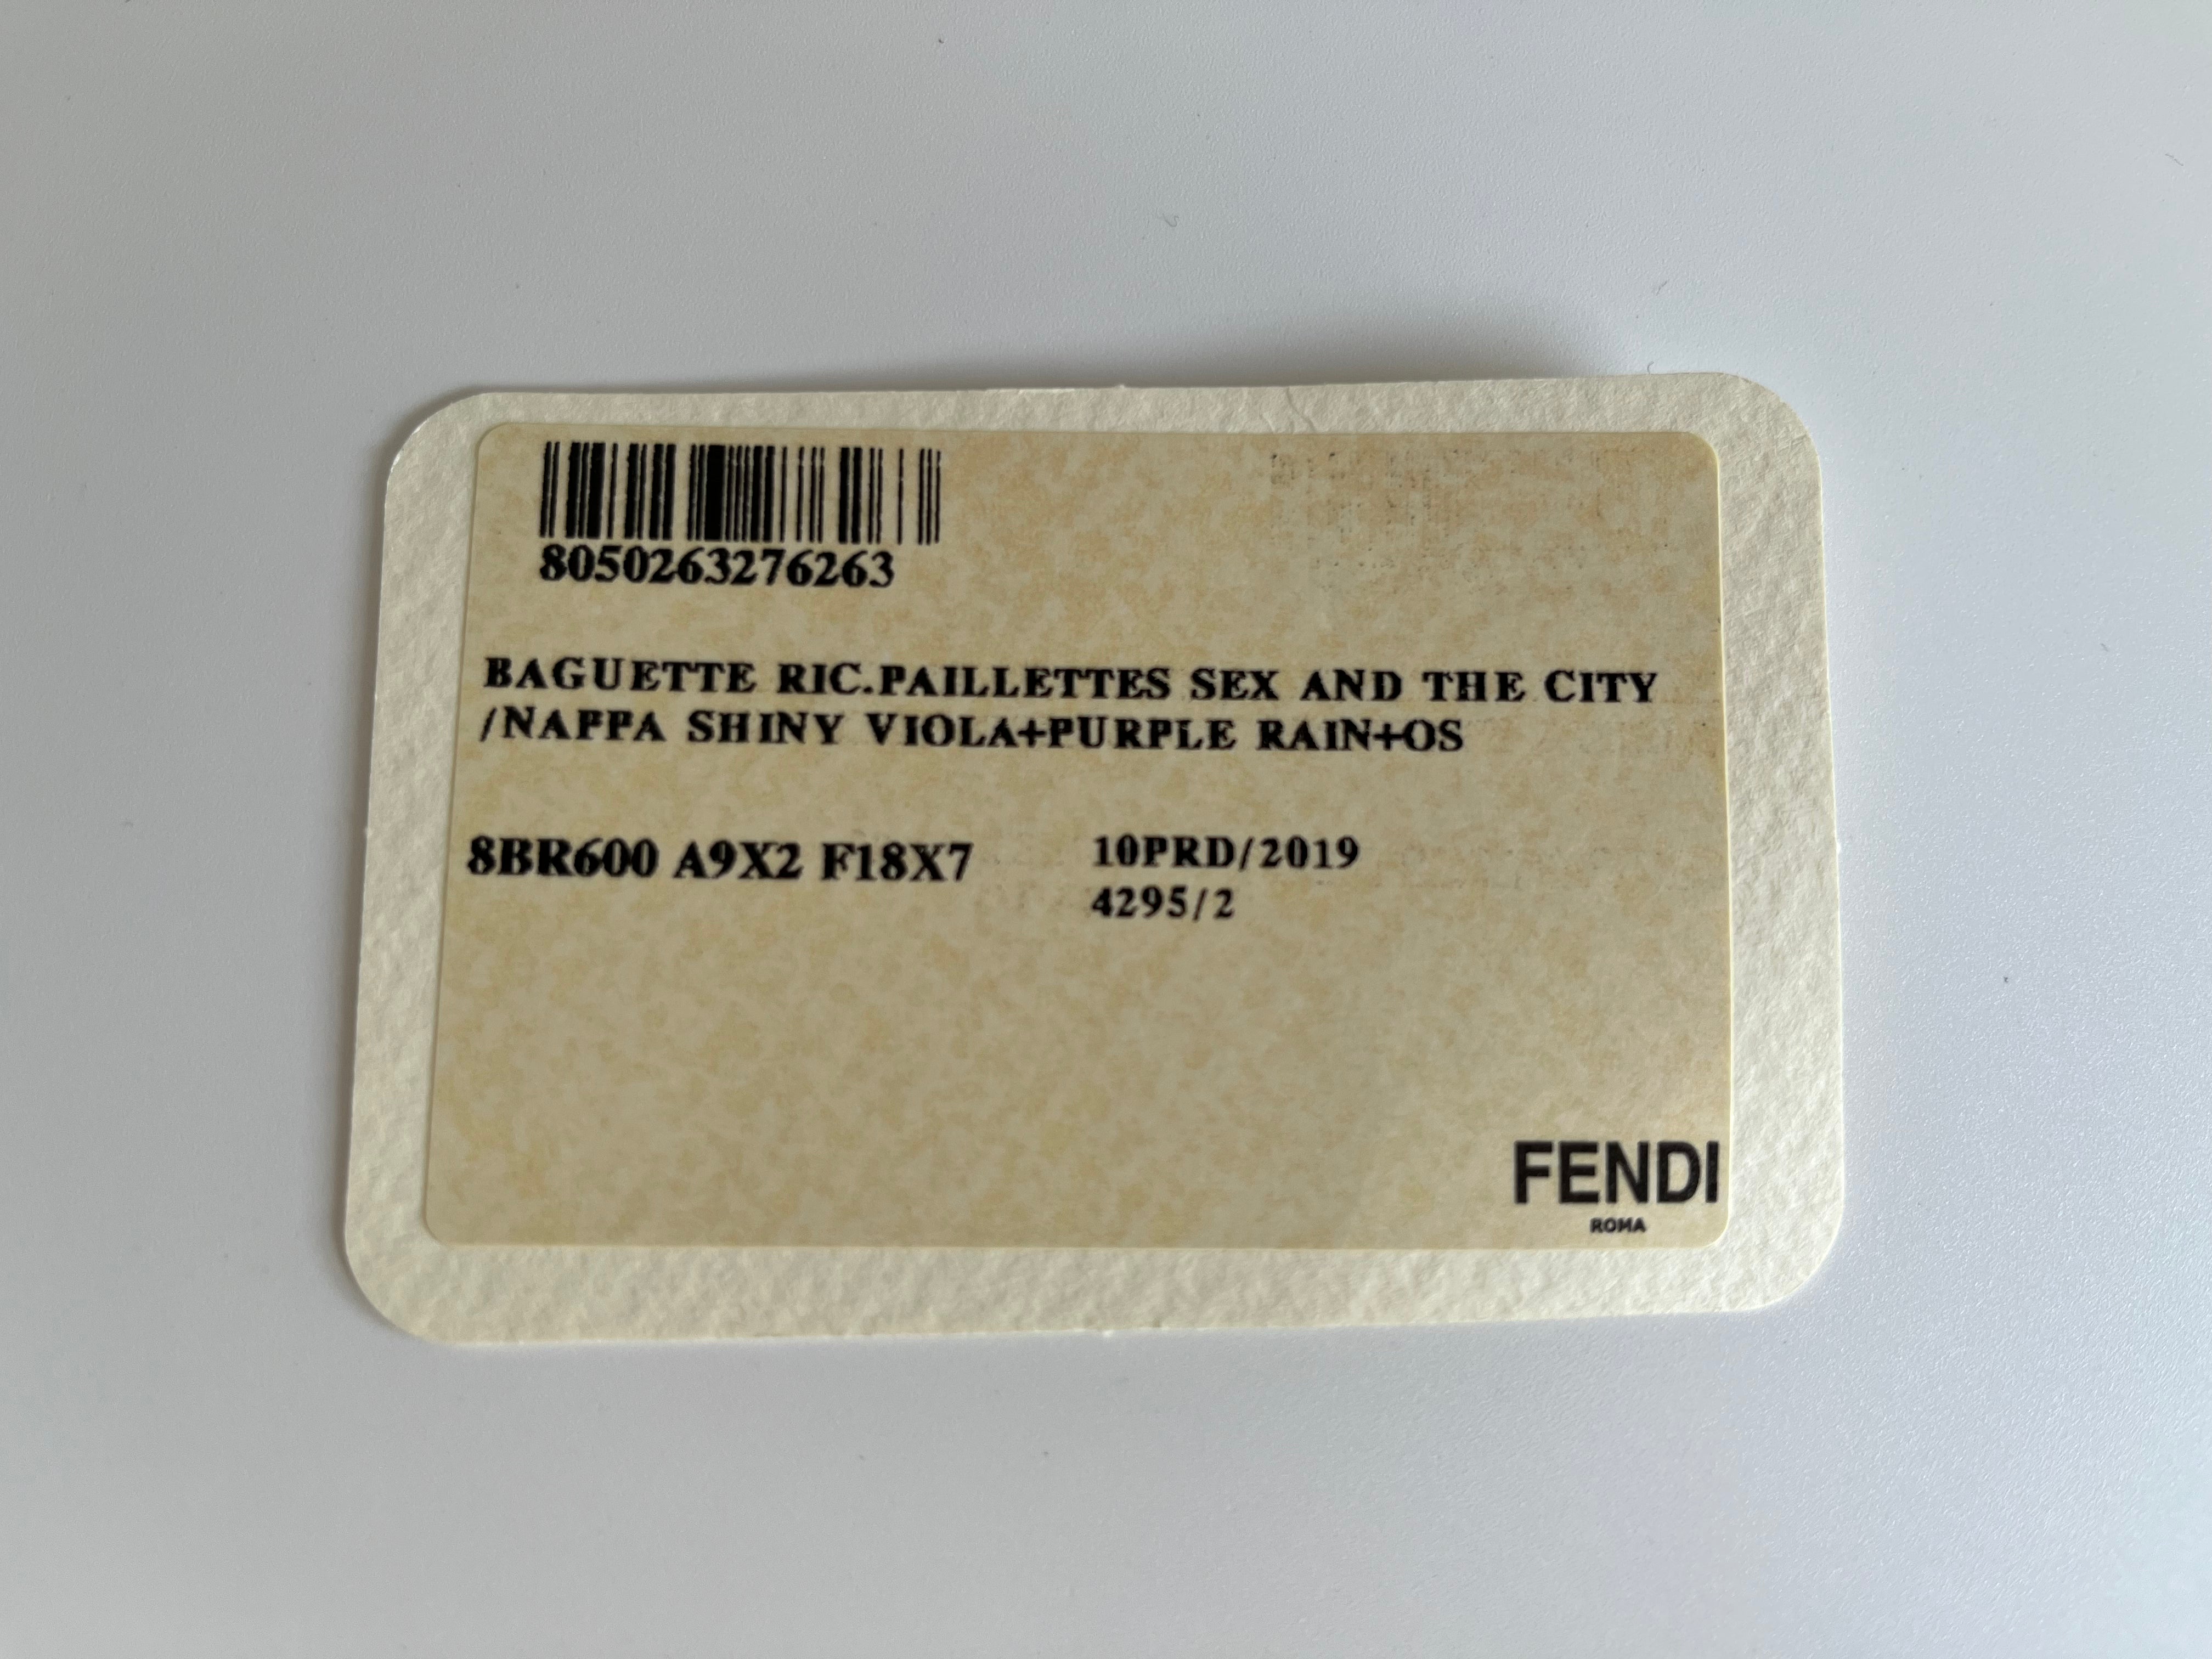 8050263276263
BAGUETTE RIC.PAILLETTES SEX AND THE CITY
/NAPPA SHINY VIOLA+PURPLE RAIN+OS
8BR600 A9X2 F18X7
10PRD/2019
4295/2
FENDI
ROMA